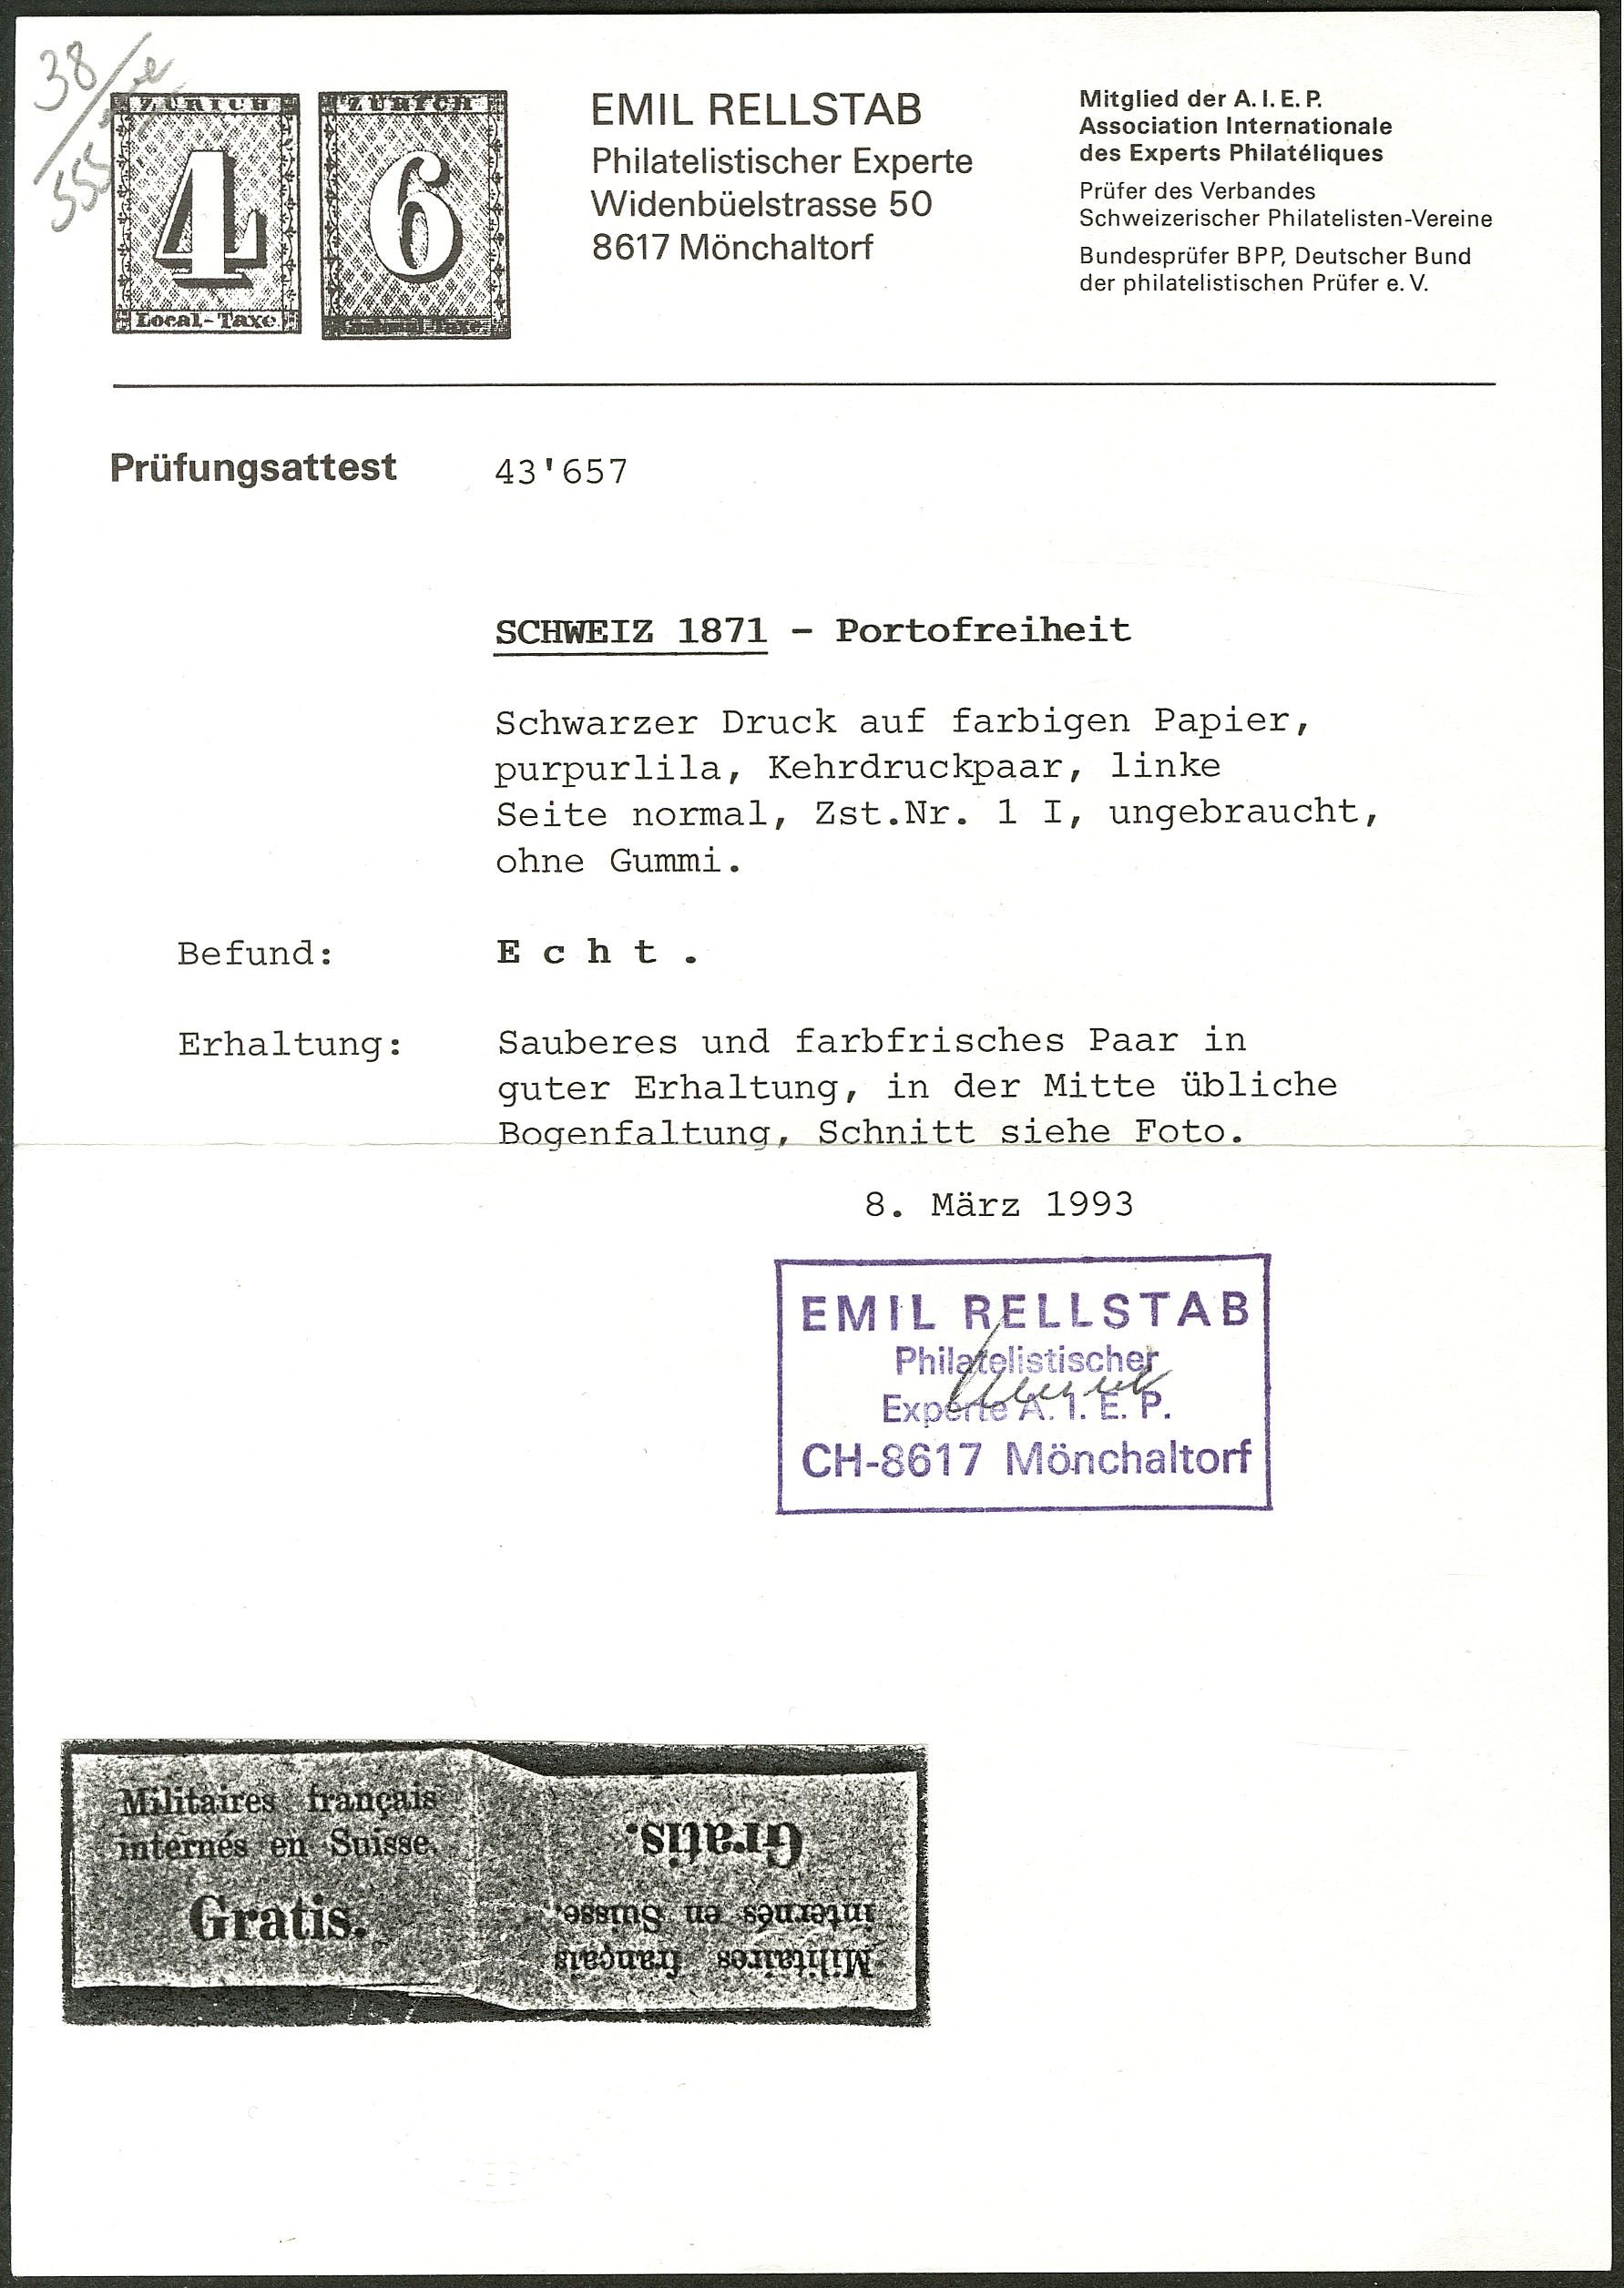 38
555
ZÜRICH
4
Local-Taxe.
ZÜRICH
6
EMIL RELLSTAB
Philatelistischer Experte
Widenbüelstrasse 50
8617 Mönchaltorf
Mitglied der A.I.E.P.
Association Internationale
des Experts Philatéliques
Prüfer des Verbandes
Schweizerischer Philatelisten-Vereine
Bundesprüfer BPP, Deutscher Bund
der philatelistischen Prüfer e.V.
Prüfungsattest 43'657
SCHWEIZ 1871 - Portofreiheit
Schwarzer Druck auf farbigen Papier,
purpurlila, Kehrdruckpaar, linke
Seite normal, Zst.Nr. 1 I, ungebraucht,
ohne Gummi.
Befund: E c h t .
Erhaltung: Sauberes und farbfrisches Paar in
guter Erhaltung, in der Mitte übliche
Bogenfaltung, Schnitt siehe Foto.
8. März 1993
EMIL RELLSTAB
Philatelistischer
Experte A. I. E. P.
CH-8617 Mönchaltorf
Militaires français
internés en Suisse.
Gratis.
Militaires français
internés en Suisse.
Gratis.